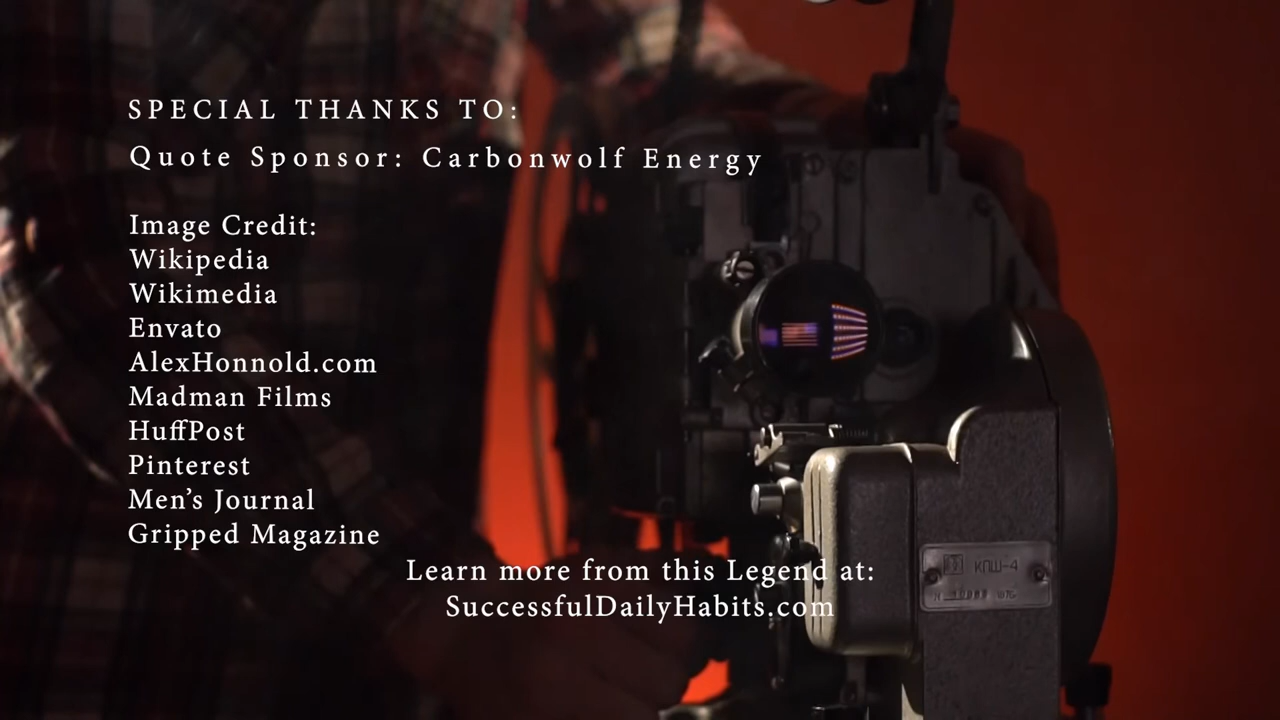 SPECIAL THANKS TO:
Quote Sponsor: Carbonwolf Energy
Image Credit:
Wikipedia
Wikimedia
Envato
AlexHonnold.com
Madman Films
HuffPost
Pinterest
Men’s Journal
Gripped Magazine
Learn more from this Legend at:
SuccessfulDailyHabits.com
КПШ-4